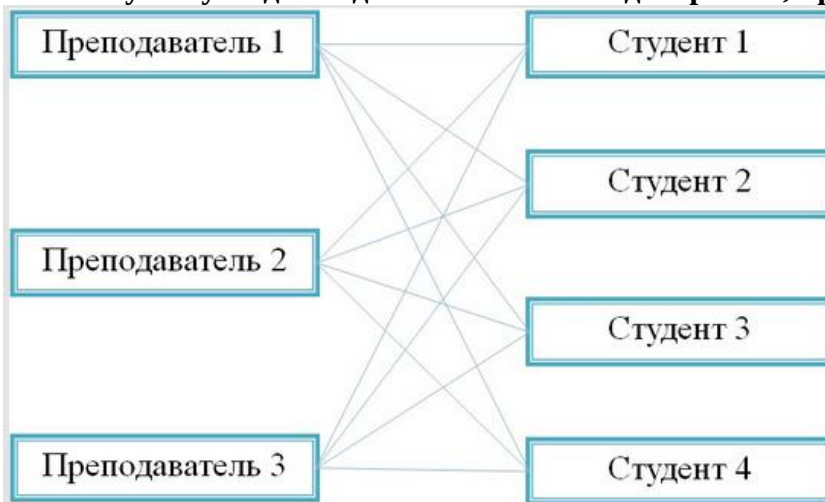 Преподаватель 1
Студент 1
Студент 2
Преподаватель 2
Студент 3
Преподаватель 3
Студент 4